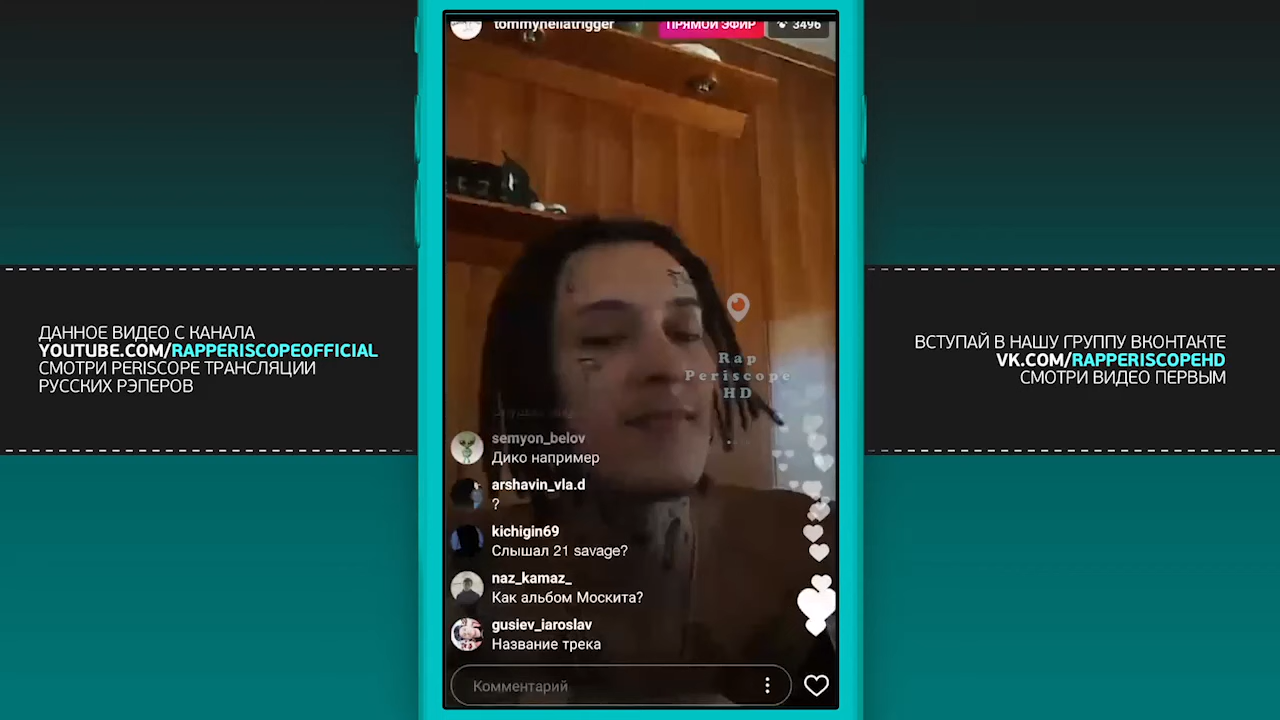 tommyhellatrigger
ПРЯМОЙ ЭФИР
3496
ДАННОЕ ВИДЕО С КАНАЛА
YOUTUBE.COM/RAPPERISCOPEOFFICIAL
СМОТРИ PERISCOPE ТРАНСЛЯЦИИ
РУССКИХ РЭПЕРОВ
ВСТУПАЙ В НАШУ ГРУППУ ВКОНТАКТЕ
VK.COM/RAPPERISCOPEHD
СМОТРИ ВИДЕО ПЕРВЫМ
Rap
Periscope
HD
semyon_belov
Дико например
arshavin_vla.d
?
kichigin69
Слышал 21 savage?
naz_kamaz_
Как альбом Москита?
gusiev_iaroslav
Название трека
Комментарий